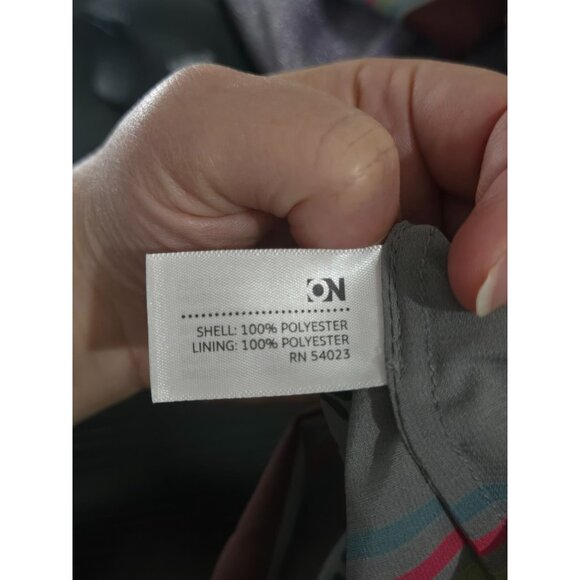 ON
SHELL: 100% POLYESTER
LINING: 100% POLYESTER
RN 54023